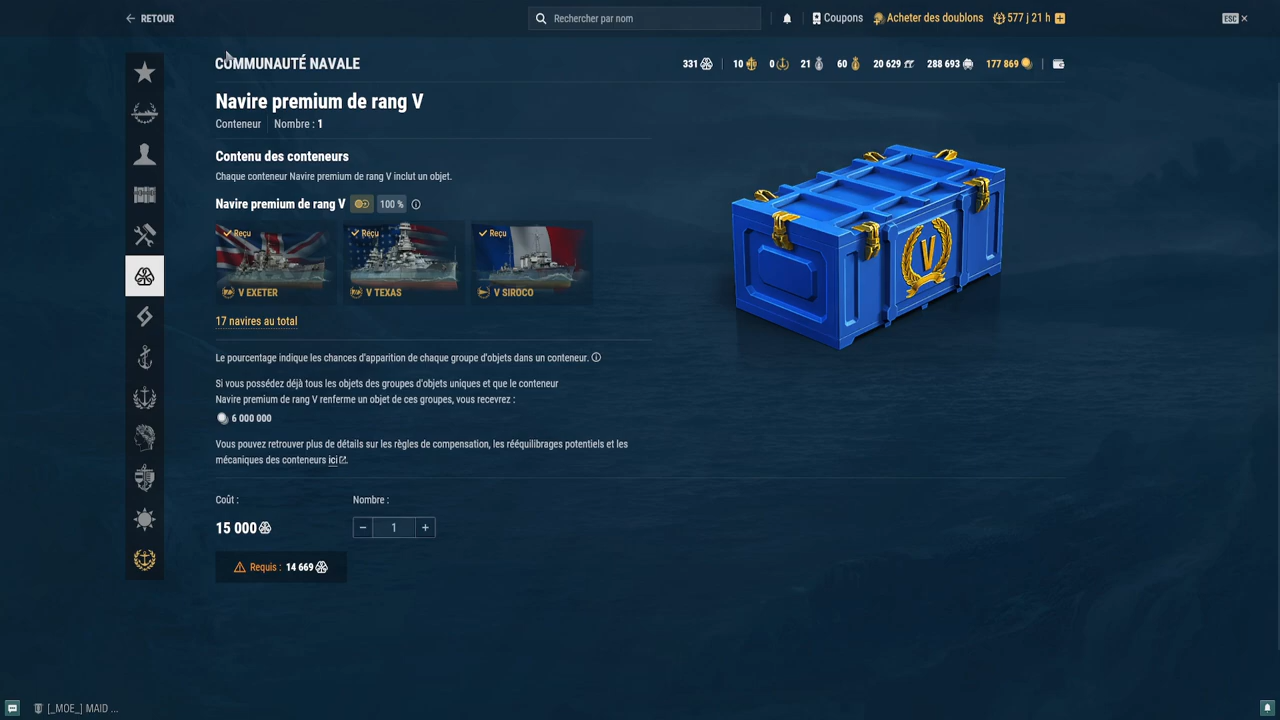 RETOUR
Rechercher par nom
Coupons
Acheter des doublons
577 j 21 h
ESC
COMMUNAUTÉ NAVALE
331
10
0
21
60
20 629
288 693
177 869
Navire premium de rang V
Conteneur
Nombre : 1
Contenu des conteneurs
Chaque conteneur Navire premium de rang V inclut un objet.
Navire premium de rang V
100 %
Reçu
Reçu
Reçu
V EXETER
V TEXAS
V SIROCO
V
17 navires au total
Le pourcentage indique les chances d'apparition de chaque groupe d'objets dans un conteneur.
Si vous possédez déjà tous les objets des groupes d'objets uniques et que le conteneur
Navire premium de rang V renferme un objet de ces groupes, vous recevrez :
6 000 000
Vous pouvez retrouver plus de détails sur les règles de compensation, les rééquilibrages potentiels et les
mécaniques des conteneurs ici.
Coût :
Nombre :
15 000
− 1 +
Requis : 14 669
[_MOE_] MAID ...